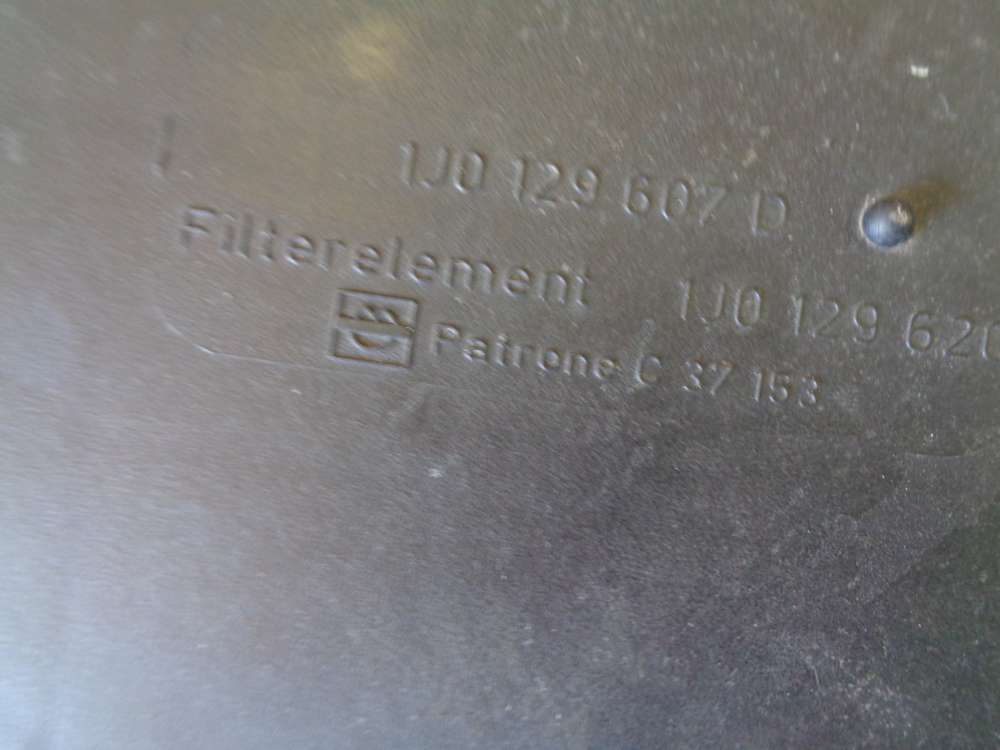 1J0 129 607 D
Filterelement 1J0 129 620
Patrone C 37 153